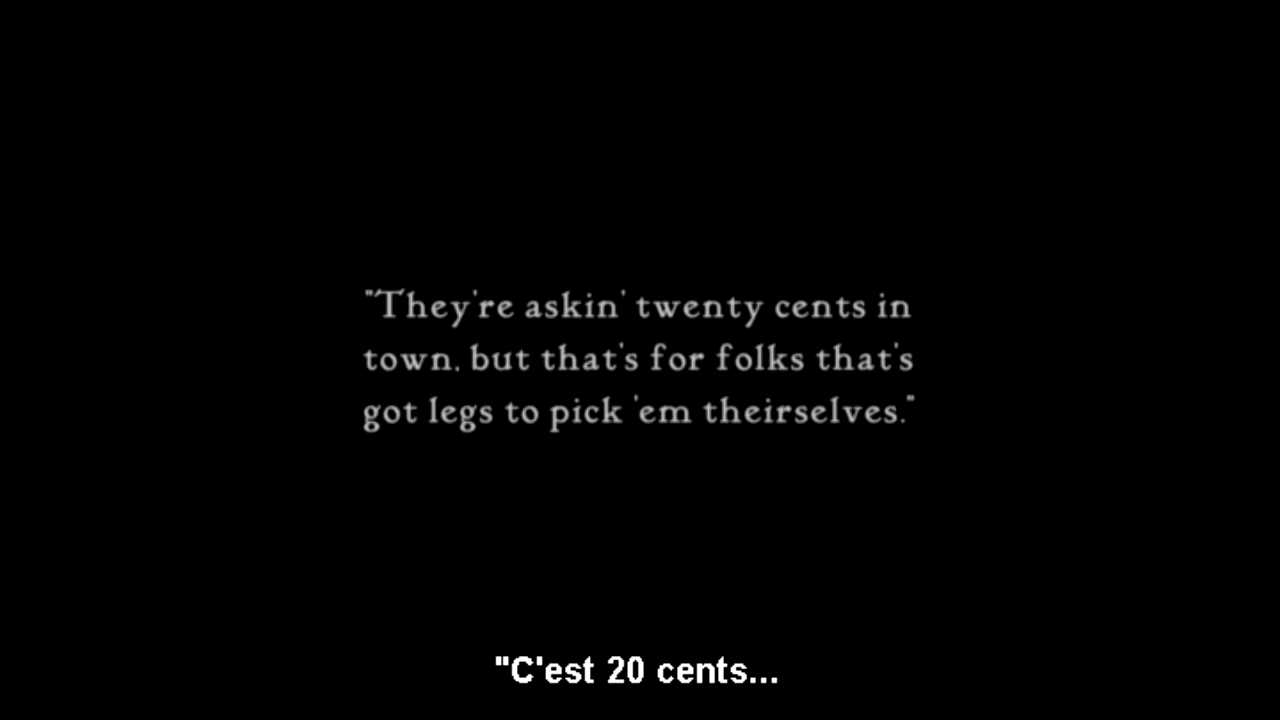 "They're askin' twenty cents in
town, but that's for folks that's
got legs to pick 'em theirselves."
"C'est 20 cents...